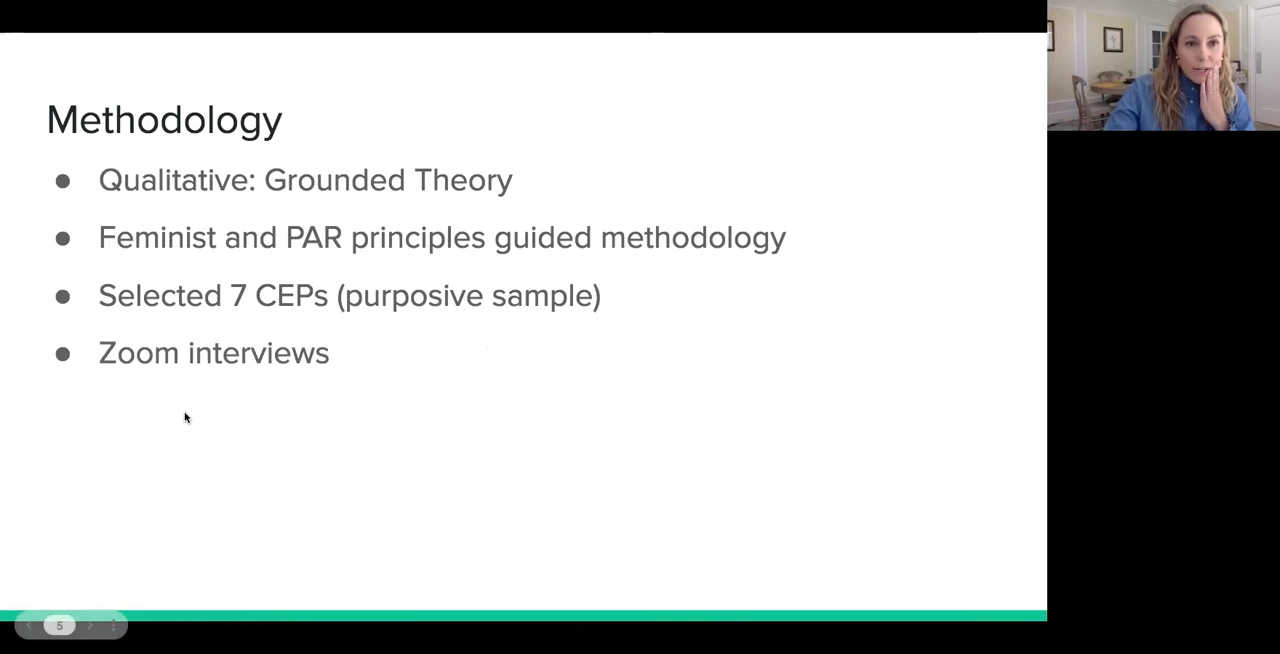 Methodology
Qualitative: Grounded Theory
Feminist and PAR principles guided methodology
Selected 7 CEPs (purposive sample)
Zoom interviews
5